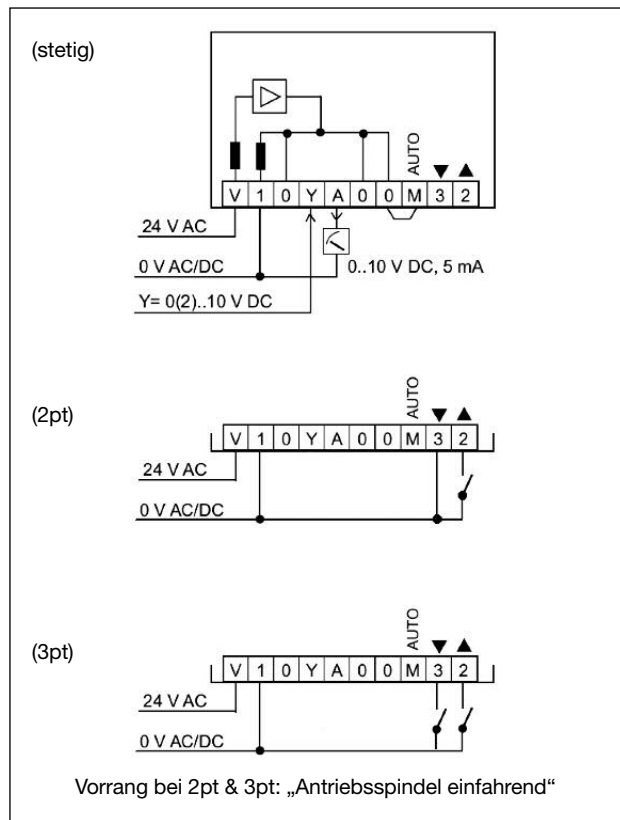 (stetig)
AUTO
▼ ▲
V 1 0 Y A 0 0 M 3 2
24 V AC
0 V AC/DC
0..10 V DC, 5 mA
Y= 0(2)..10 V DC
(2pt)
AUTO
▼ ▲
V 1 0 Y A 0 0 M 3 2
24 V AC
0 V AC/DC
(3pt)
AUTO
▼ ▲
V 1 0 Y A 0 0 M 3 2
24 V AC
0 V AC/DC
Vorrang bei 2pt & 3pt: „Antriebsspindel einfahrend“